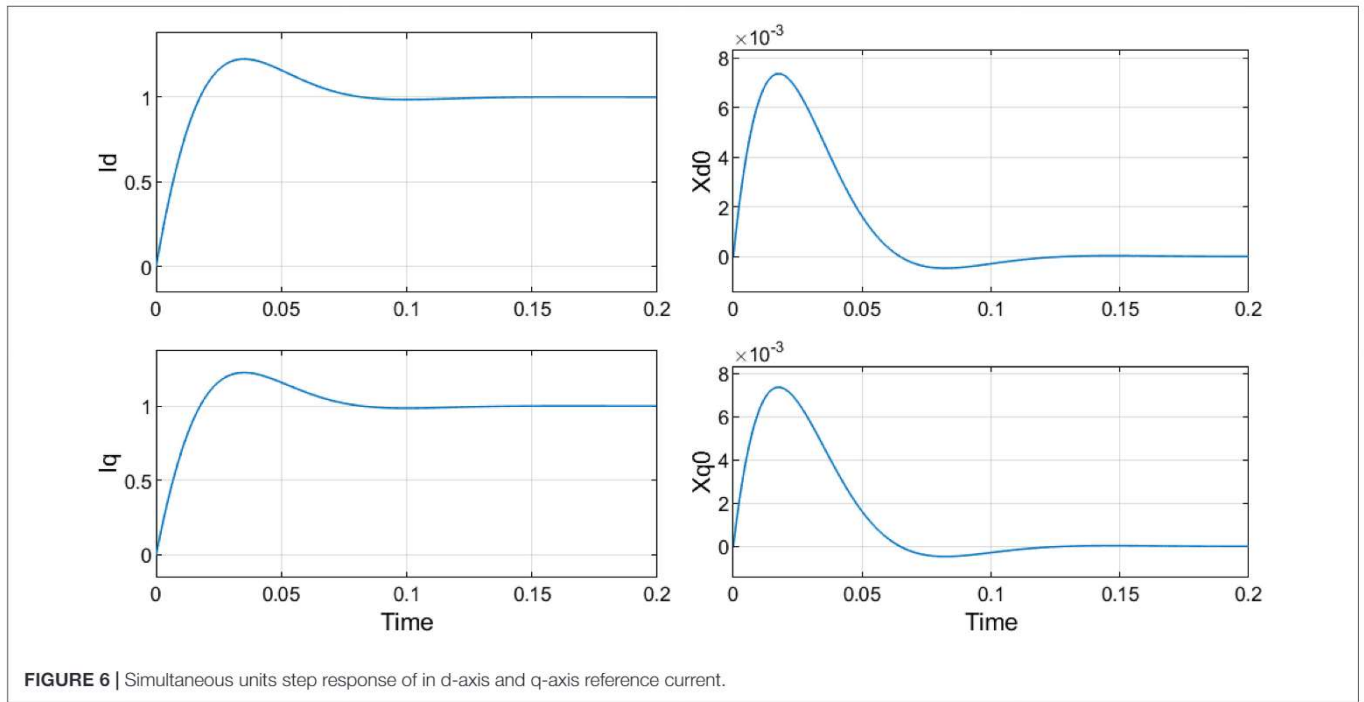 Id
1
0.5
0
0 0.05 0.1 0.15 0.2
×10⁻³
Xd0
8
6
4
2
0
0 0.05 0.1 0.15 0.2
Iq
1
0.5
0
0 0.05 0.1 0.15 0.2
Time
×10⁻³
Xq0
8
6
4
2
0
0 0.05 0.1 0.15 0.2
Time
FIGURE 6 | Simultaneous units step response of in d-axis and q-axis reference current.